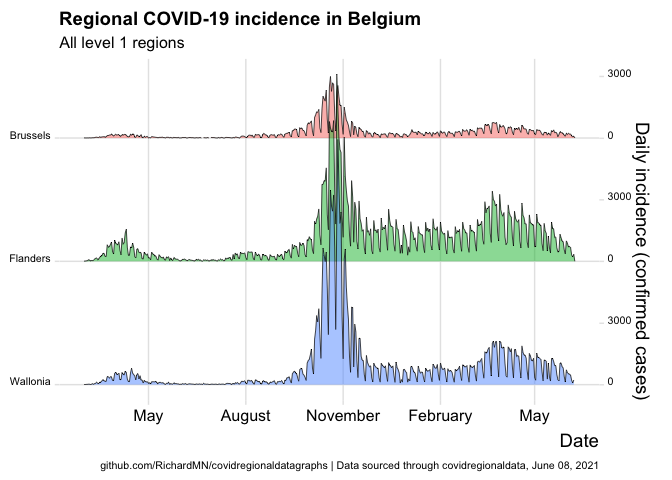 Regional COVID-19 incidence in Belgium
All level 1 regions
3000
Brussels
0
3000
Flanders
0
3000
Wallonia
0
Daily incidence (confirmed cases)
May
August
November
February
May
Date
github.com/RichardMN/covidregionaldatagraphs | Data sourced through covidregionaldata, June 08, 2021